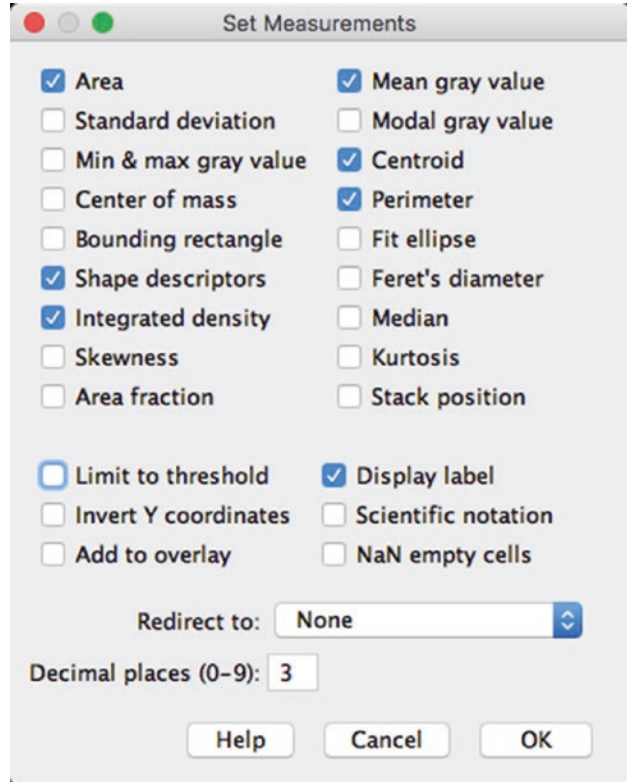 Set Measurements
Area
Mean gray value
Standard deviation
Modal gray value
Min & max gray value
Centroid
Center of mass
Perimeter
Bounding rectangle
Fit ellipse
Shape descriptors
Feret's diameter
Integrated density
Median
Skewness
Kurtosis
Area fraction
Stack position
Limit to threshold
Display label
Invert Y coordinates
Scientific notation
Add to overlay
NaN empty cells
Redirect to: None
Decimal places (0-9): 3
Help Cancel OK